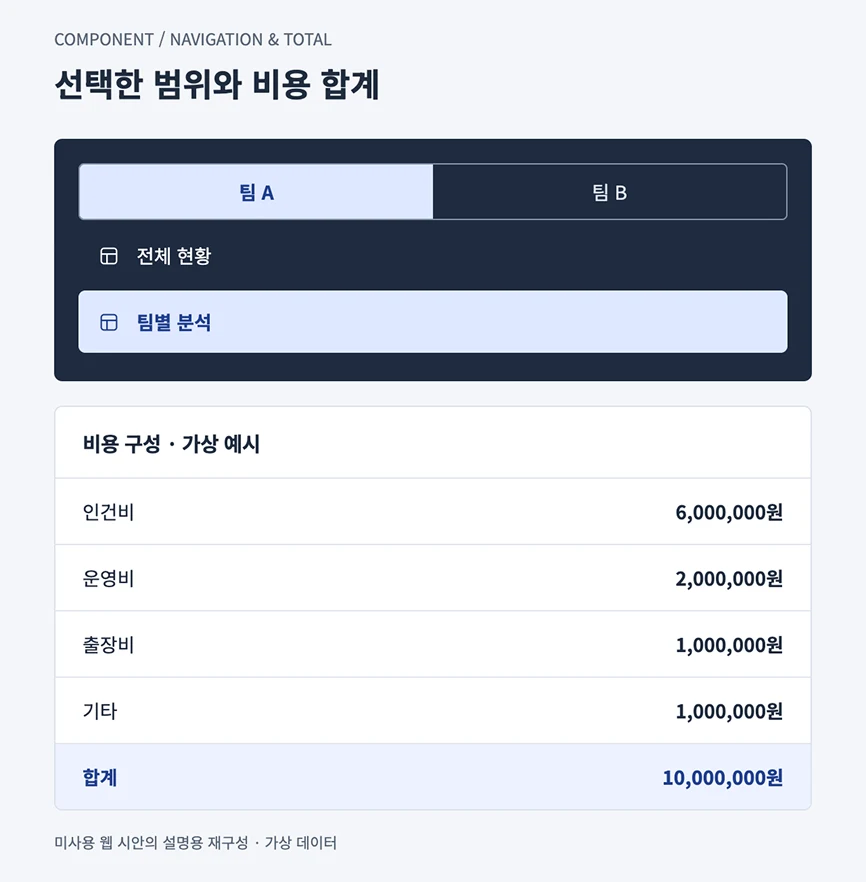 COMPONENT / NAVIGATION & TOTAL
선택한 범위와 비용 합계
팀 A 팀 B
전체 현황
팀별 분석
비용 구성 · 가상 예시
인건비 6,000,000원
운영비 2,000,000원
출장비 1,000,000원
기타 1,000,000원
합계 10,000,000원
미사용 웹 시안의 설명용 재구성 · 가상 데이터